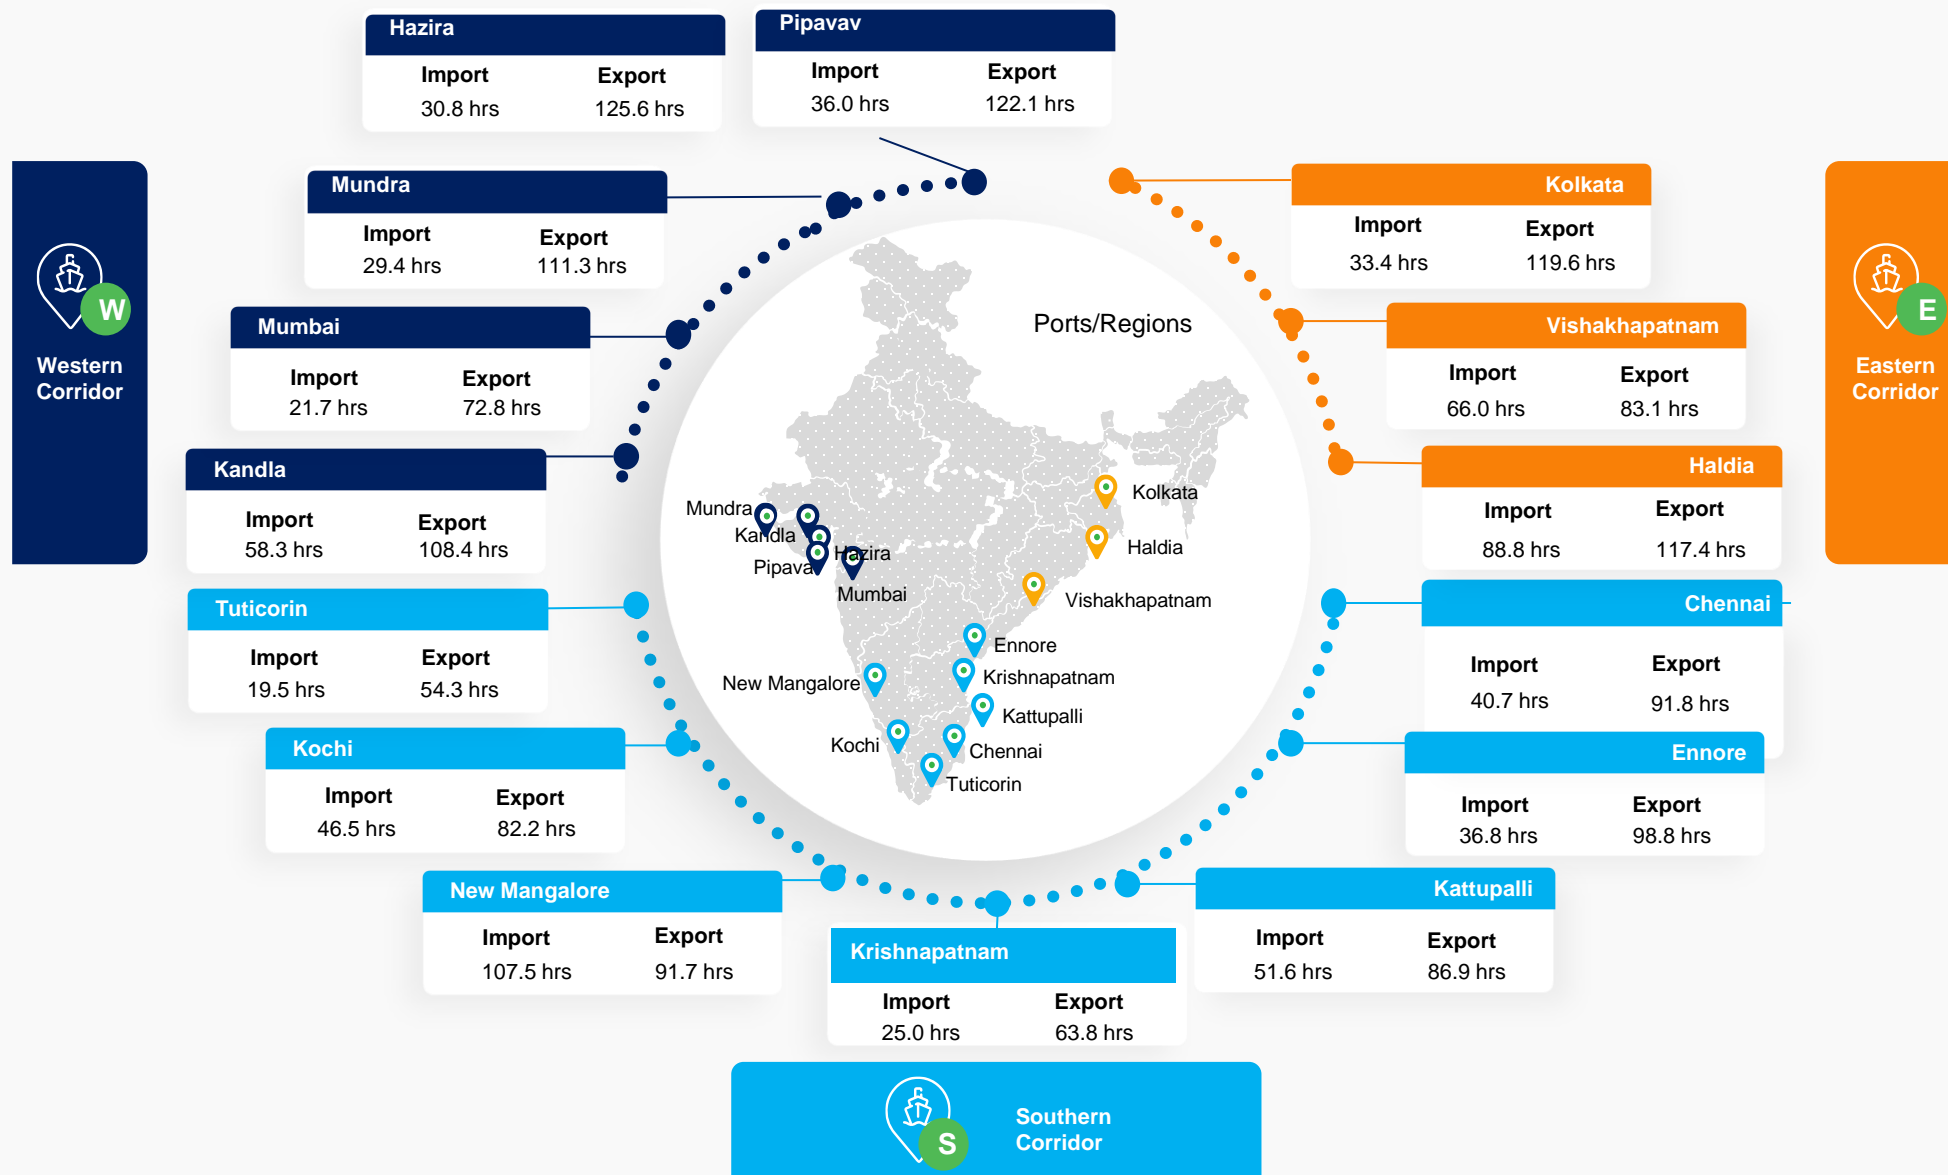 Hazira
Import Export
30.8 hrs 125.6 hrs
Pipavav
Import Export
36.0 hrs 122.1 hrs
Mundra
Import Export
29.4 hrs 111.3 hrs
Mumbai
Import Export
21.7 hrs 72.8 hrs
Kandla
Import Export
58.3 hrs 108.4 hrs
W
Western
Corridor
Kolkata
Import Export
33.4 hrs 119.6 hrs
Vishakhapatnam
Import Export
66.0 hrs 83.1 hrs
Haldia
Import Export
88.8 hrs 117.4 hrs
E
Eastern
Corridor
Ports/Regions
Mundra
Kandla
Hazira
Pipava
Mumbai
Kolkata
Haldia
Vishakhapatnam
Ennore
Krishnapatnam
New Mangalore
Kattupalli
Kochi
Chennai
Tuticorin
Tuticorin
Import Export
19.5 hrs 54.3 hrs
Kochi
Import Export
46.5 hrs 82.2 hrs
New Mangalore
Import Export
107.5 hrs 91.7 hrs
Krishnapatnam
Import Export
25.0 hrs 63.8 hrs
Chennai
Import Export
40.7 hrs 91.8 hrs
Ennore
Import Export
36.8 hrs 98.8 hrs
Kattupalli
Import Export
51.6 hrs 86.9 hrs
S
Southern
Corridor